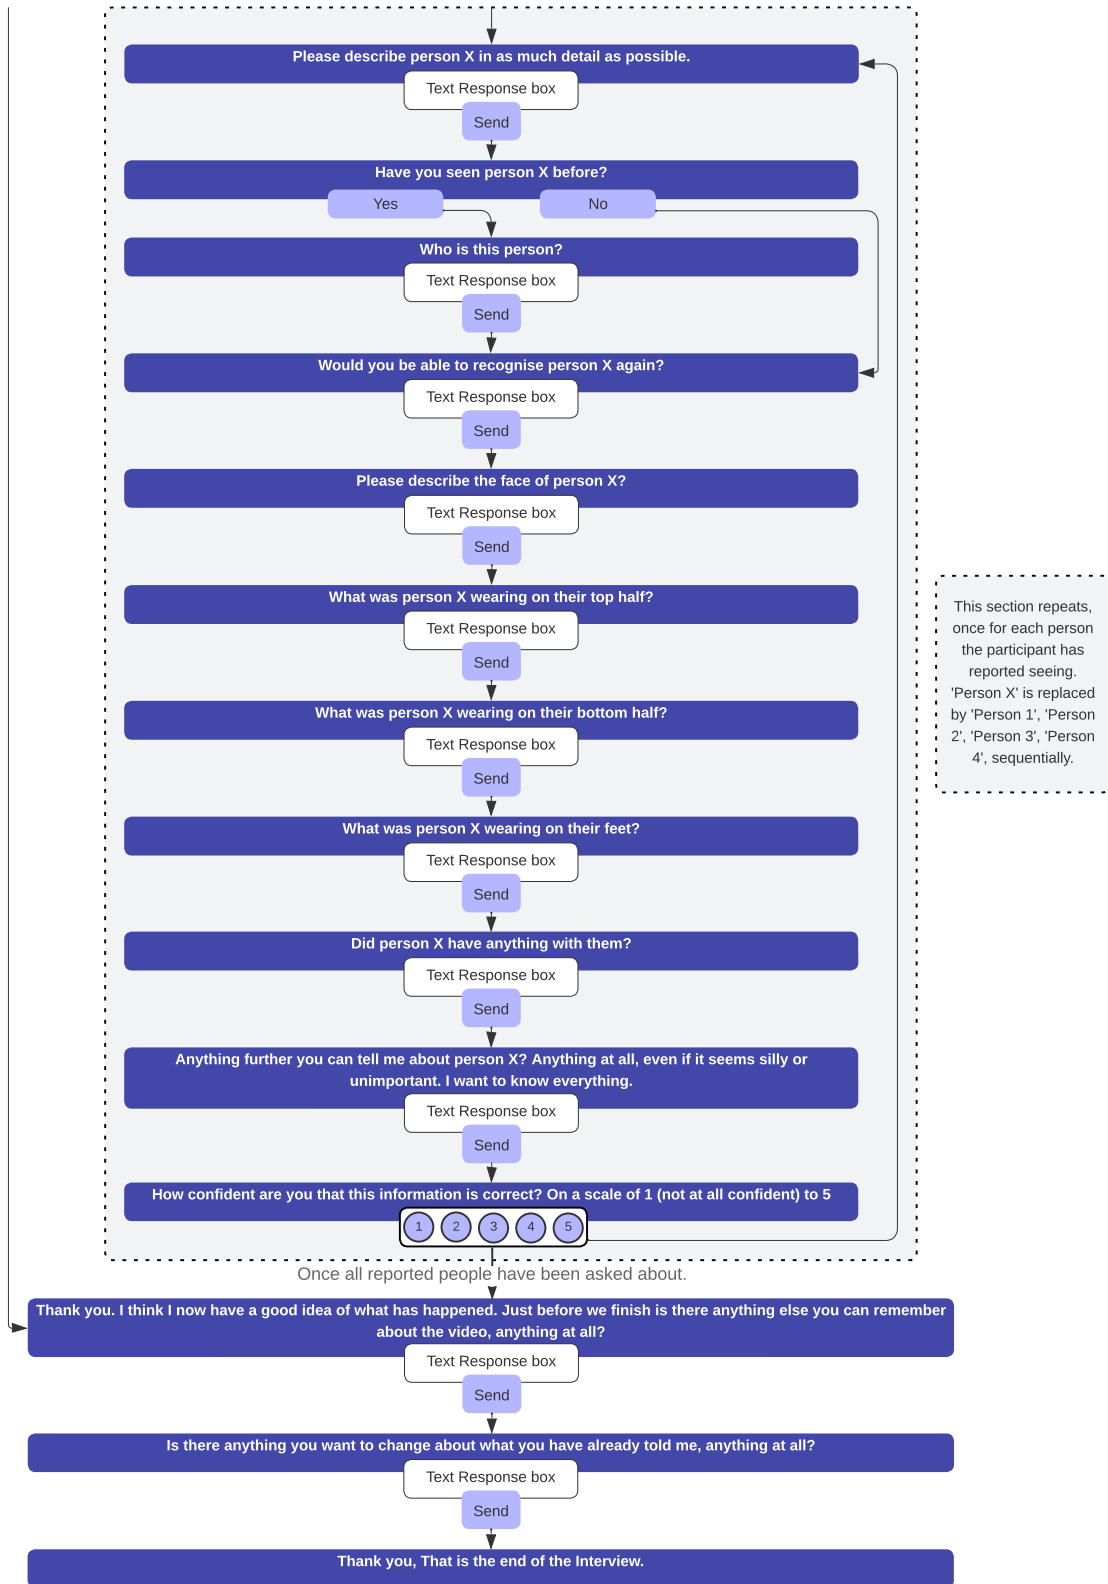 Please describe person X in as much detail as possible.
Text Response box
Send
Have you seen person X before?
Yes
No
Who is this person?
Text Response box
Send
Would you be able to recognise person X again?
Text Response box
Send
Please describe the face of person X?
Text Response box
Send
What was person X wearing on their top half?
Text Response box
Send
What was person X wearing on their bottom half?
Text Response box
Send
What was person X wearing on their feet?
Text Response box
Send
Did person X have anything with them?
Text Response box
Send
Anything further you can tell me about person X? Anything at all, even if it seems silly or
unimportant. I want to know everything.
Text Response box
Send
How confident are you that this information is correct? On a scale of 1 (not at all confident) to 5
1 2 3 4 5
This section repeats,
once for each person
the participant has
reported seeing.
'Person X' is replaced
by 'Person 1', 'Person
2', 'Person 3', 'Person
4', sequentially.
Once all reported people have been asked about.
Thank you. I think I now have a good idea of what has happened. Just before we finish is there anything else you can remember
about the video, anything at all?
Text Response box
Send
Is there anything you want to change about what you have already told me, anything at all?
Text Response box
Send
Thank you, That is the end of the Interview.